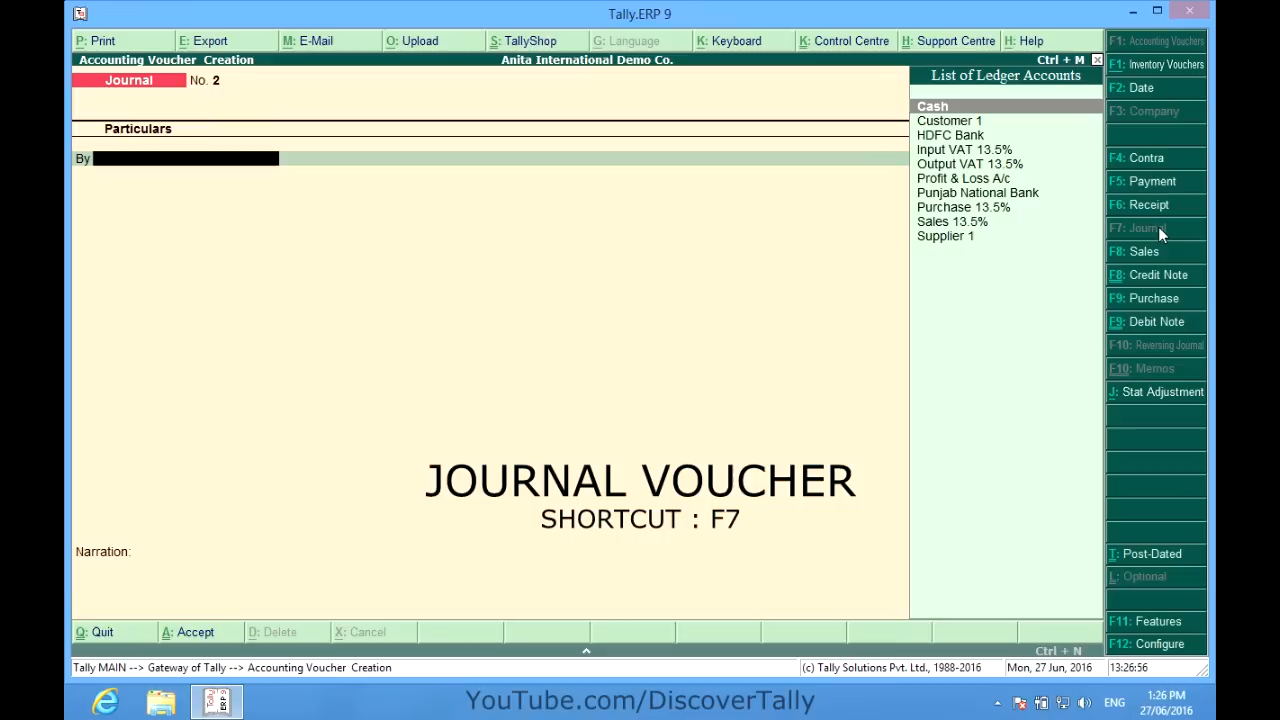 Tally.ERP 9
P: Print
E: Export
M: E-Mail
O: Upload
S: TallyShop
G: Language
K: Keyboard
K: Control Centre
H: Support Centre
H: Help
Accounting Voucher Creation
Anita International Demo Co.
Ctrl + M
Journal
No. 2
Particulars
By
List of Ledger Accounts
Cash
Customer 1
HDFC Bank
Input VAT 13.5%
Output VAT 13.5%
Profit & Loss A/c
Punjab National Bank
Purchase 13.5%
Sales 13.5%
Supplier 1
F1: Accounting Vouchers
F1: Inventory Vouchers
F2: Date
F3: Company
F4: Contra
F5: Payment
F6: Receipt
F7: Journal
F8: Sales
F8: Credit Note
F9: Purchase
F9: Debit Note
F10: Reversing Journal
F10: Memos
J: Stat Adjustment
T: Post-Dated
L: Optional
F11: Features
F12: Configure
JOURNAL VOUCHER
SHORTCUT : F7
Narration:
Q: Quit
A: Accept
D: Delete
X: Cancel
Ctrl + N
Tally MAIN --> Gateway of Tally --> Accounting Voucher Creation
(c) Tally Solutions Pvt. Ltd., 1988-2016
Mon, 27 Jun, 2016
13:26:56
Tally
ERP 9
YouTube.com/DiscoverTally
ENG
1:26 PM
27/06/2016